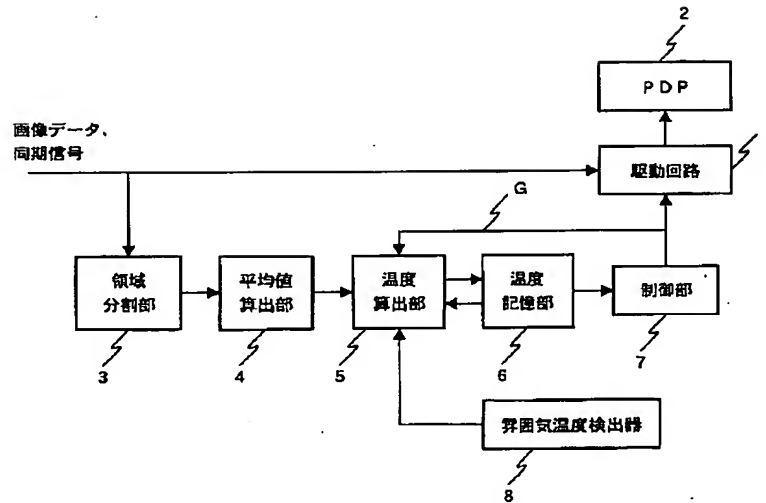 2
PDP
画像データ、
同期信号
駆動回路
G
領域
分割部
平均値
算出部
温度
算出部
温度
記憶部
制御部
3
4
5
6
7
雰囲気温度検出器
8